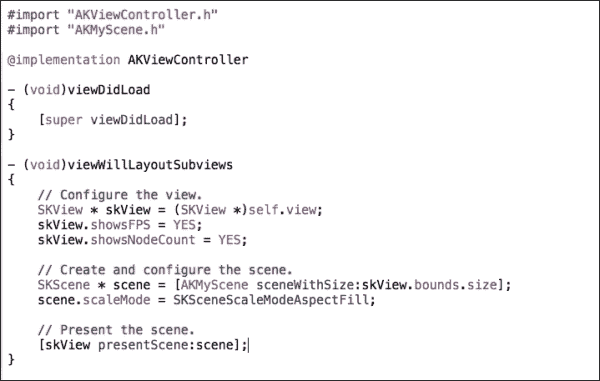 #import "AKViewController.h"
#import "AKMyScene.h"

@implementation AKViewController

- (void)viewDidLoad
{
    [super viewDidLoad];
}

- (void)viewWillLayoutSubviews
{
    // Configure the view.
    SKView * skView = (SKView *)self.view;
    skView.showsFPS = YES;
    skView.showsNodeCount = YES;

    // Create and configure the scene.
    SKScene * scene = [AKMyScene sceneWithSize:skView.bounds.size];
    scene.scaleMode = SKSceneScaleModeAspectFill;

    // Present the scene.
    [skView presentScene:scene];
}